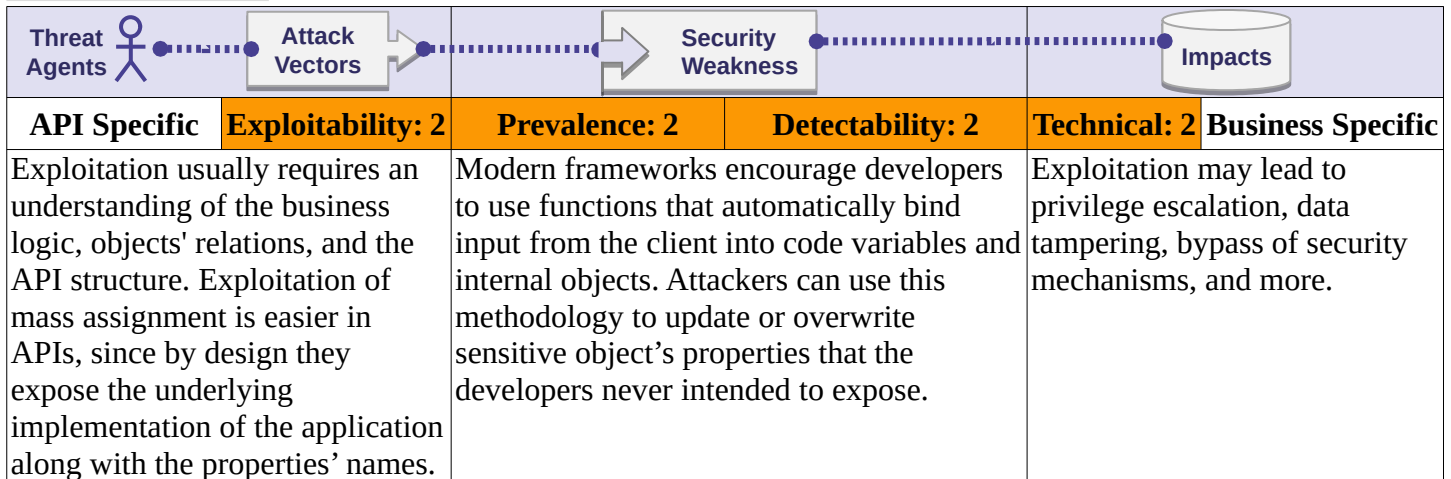 Threat
Agents
Attack
Vectors
Security
Weakness
Impacts
API Specific
Exploitability: 2
Prevalence: 2
Detectability: 2
Technical: 2
Business Specific
Exploitation usually requires an
understanding of the business
logic, objects' relations, and the
API structure. Exploitation of
mass assignment is easier in
APIs, since by design they
expose the underlying
implementation of the application
along with the properties’ names.
Modern frameworks encourage developers
to use functions that automatically bind
input from the client into code variables and
internal objects. Attackers can use this
methodology to update or overwrite
sensitive object’s properties that the
developers never intended to expose.
Exploitation may lead to
privilege escalation, data
tampering, bypass of security
mechanisms, and more.